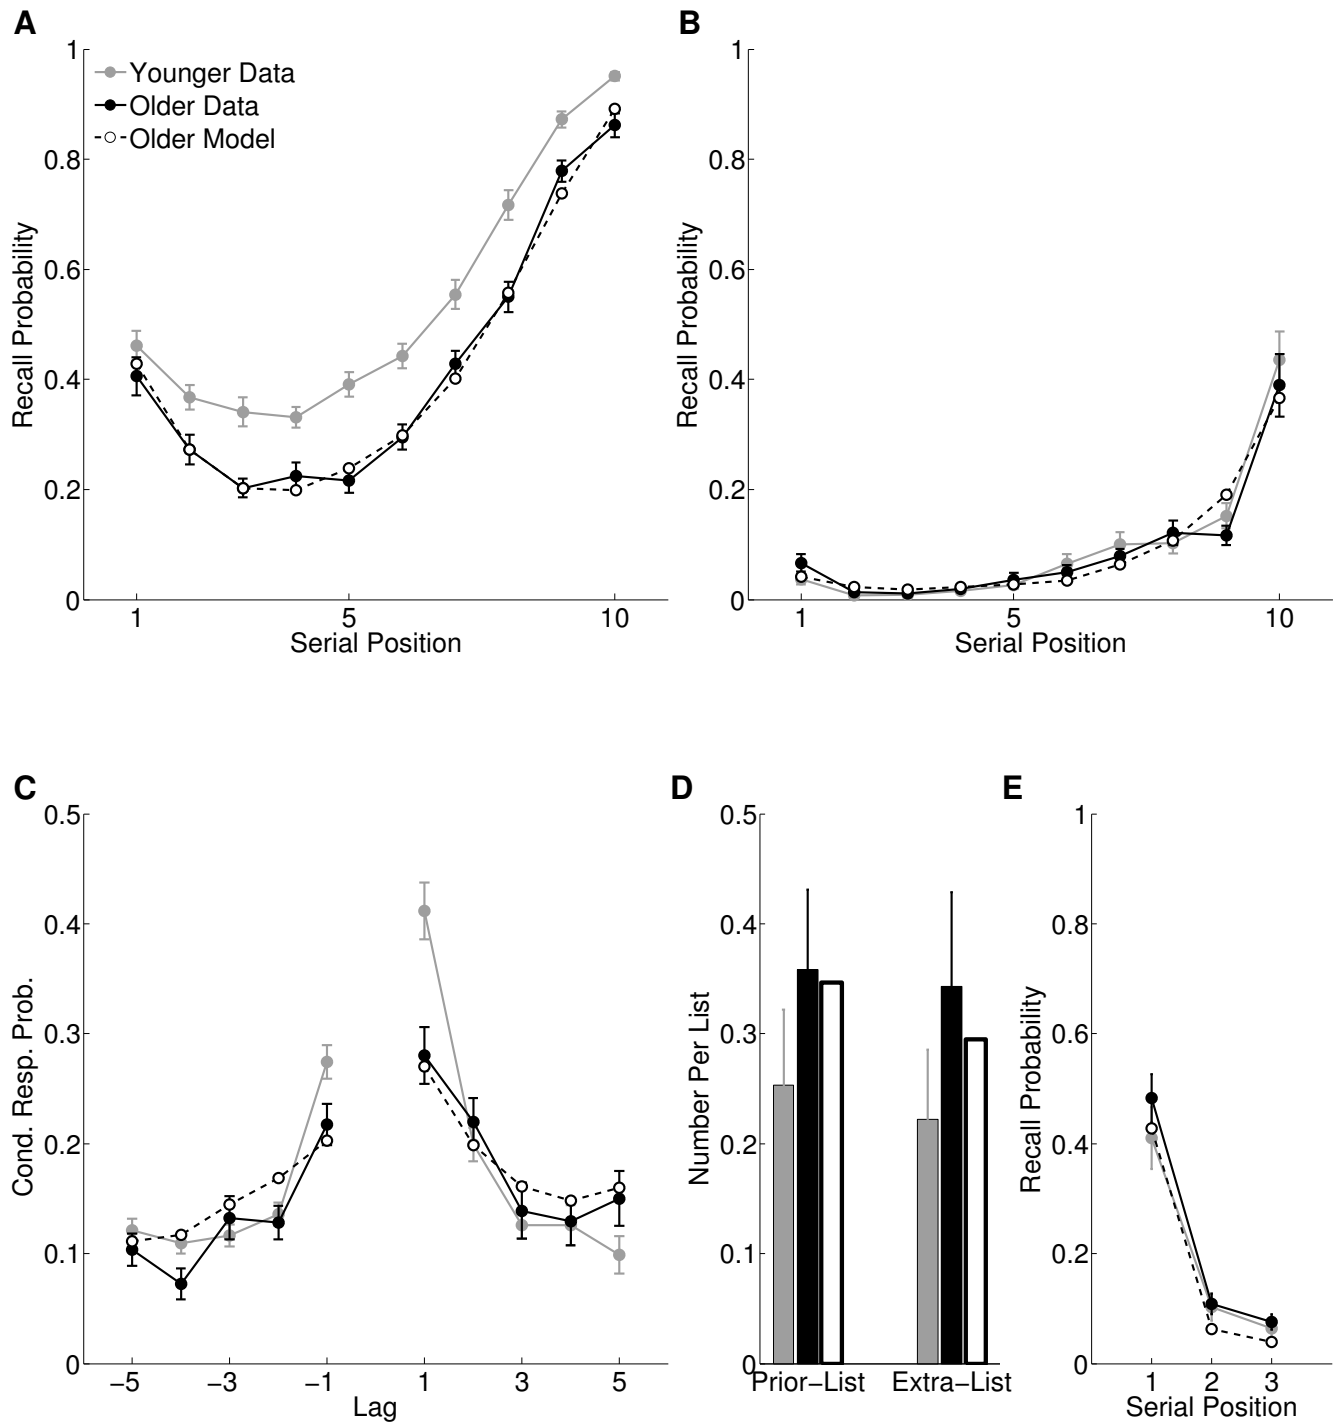 A
1
0.8
0.6
0.4
0.2
0
Recall Probability
Younger Data
Older Data
Older Model
1
5
10
Serial Position
B
1
0.8
0.6
0.4
0.2
0
Recall Probability
1
5
10
Serial Position
C
0.5
0.4
0.3
0.2
0.1
0
Cond. Resp. Prob.
−5
−3
−1
1
3
5
Lag
D
0.5
0.4
0.3
0.2
0.1
0
Number Per List
Prior−List
Extra−List
E
1
0.8
0.6
0.4
0.2
0
Recall Probability
1
2
3
Serial Position